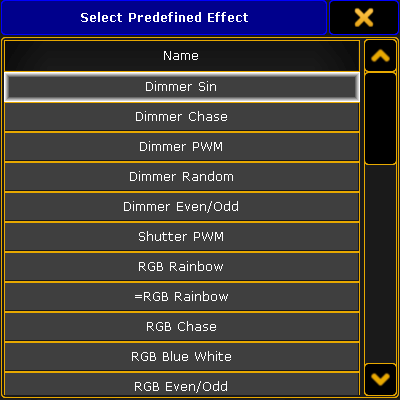 Select Predefined Effect
Name
Dimmer Sin
Dimmer Chase
Dimmer PWM
Dimmer Random
Dimmer Even/Odd
Shutter PWM
RGB Rainbow
=RGB Rainbow
RGB Chase
RGB Blue White
RGB Even/Odd